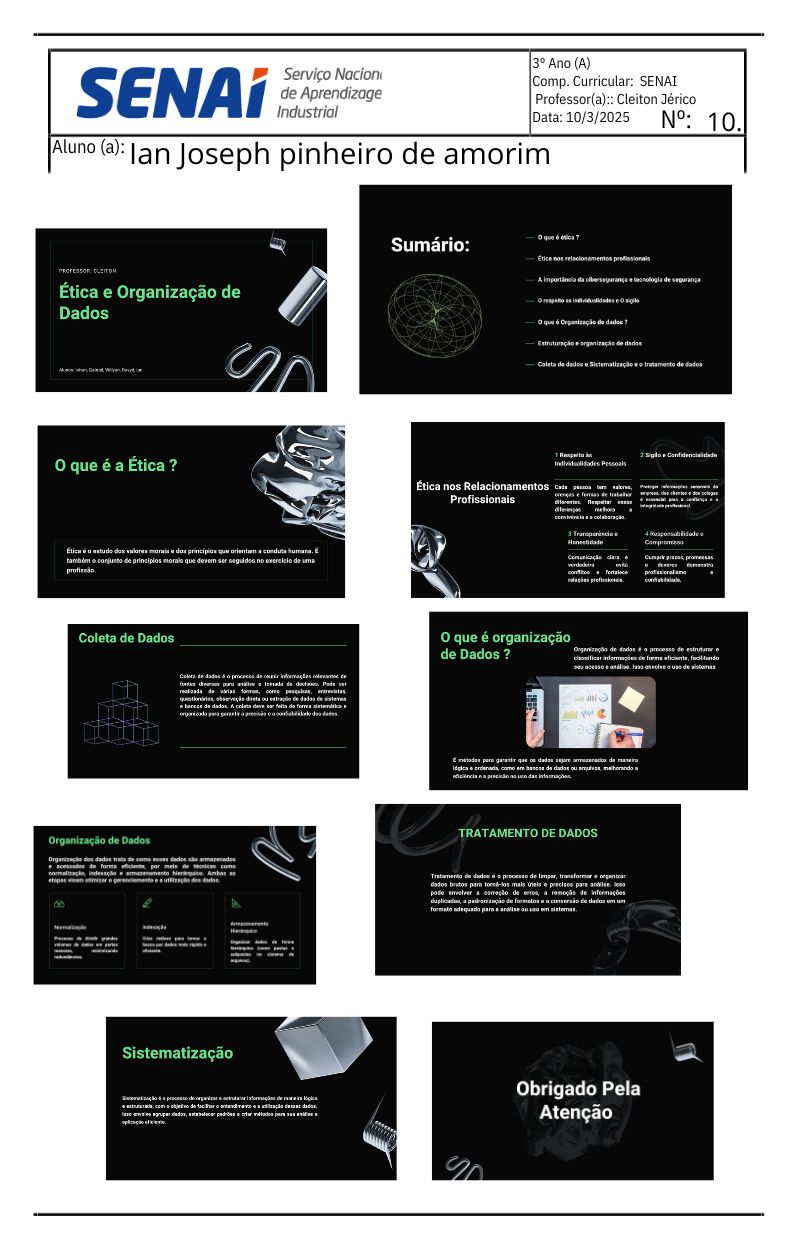 SENAI
Serviço Nacion
de Aprendizage
Industrial
3º Ano (A)
Comp. Curricular: SENAI
Professor(a):: Cleiton Jérico
Data: 10/3/2025 Nº: 10.
Aluno (a): Ian Joseph pinheiro de amorim
PROFESSOR: CLEITON
Ética e Organização de
Dados
Alunos: Iohan, Gabriel, Willyan, Davyd, Ian
Sumário:
O que é ética ?
Ética nos relacionamentos profissionais
A importância da cibersegurança e tecnologia de segurança
O respeito as individualidades e O sigilo
O que é Organização de dados ?
Estruturação e organização de dados
Coleta de dados e Sistematização e o tratamento de dados
O que é a Ética ?
Ética é o estudo dos valores morais e dos princípios que orientam a conduta humana. É
também o conjunto de princípios morais que devem ser seguidos no exercício de uma
profissão.
Ética nos Relacionamentos
Profissionais
1 Respeito às
Individualidades Pessoais
Cada pessoa tem valores,
crenças e formas de trabalhar
diferentes. Respeitar essas
diferenças melhora a
convivência e a colaboração.
2 Sigilo e Confidencialidade
Proteger informações sensíveis da
empresa, dos clientes e dos colegas
é essencial para a confiança e a
integridade profissional.
3 Transparência e
Honestidade
Comunicação clara e
verdadeira evita
conflitos e fortalece
relações profissionais.
4 Responsabilidade e
Compromisso
Cumprir prazos, promessas
e deveres demonstra
profissionalismo e
confiabilidade.
Coleta de Dados
Coleta de dados é o processo de reunir informações relevantes de
fontes diversas para análise e tomada de decisões. Pode ser
realizada de várias formas, como pesquisas, entrevistas,
questionários, observação direta ou extração de dados de sistemas
e bancos de dados. A coleta deve ser feita de forma sistemática e
organizada para garantir a precisão e a confiabilidade dos dados.
O que é organização
de Dados ?
Organização de dados é o processo de estruturar e
classificar informações de forma eficiente, facilitando
seu acesso e análise. Isso envolve o uso de sistemas
É métodos para garantir que os dados sejam armazenados de maneira
lógica e ordenada, como em bancos de dados ou arquivos, melhorando a
eficiência e a precisão no uso das informações.
Organização de Dados
Organização dos dados trata de como esses dados são armazenados
e acessados de forma eficiente, por meio de técnicas como
normalização, indexação e armazenamento hierárquico. Ambas as
etapas visam otimizar o gerenciamento e a utilização dos dados.
Normalização
Processo de dividir grandes
volumes de dados em partes
menores, minimizando
redundâncias.
Indexação
Criar índices para tornar a
busca por dados mais rápida e
eficiente.
Armazenamento
Hierárquico
Organizar dados de forma
hierárquica (como pastas e
subpastas no sistema de
arquivos).
TRATAMENTO DE DADOS
Tratamento de dados é o processo de limpar, transformar e organizar
dados brutos para torná-los mais úteis e precisos para análise. Isso
pode envolver a correção de erros, a remoção de informações
duplicadas, a padronização de formatos e a conversão de dados em um
formato adequado para a análise ou uso em sistemas.
Sistematização
Sistematização é o processo de organizar e estruturar informações de maneira lógica
e estruturada, com o objetivo de facilitar o entendimento e a utilização desses dados.
Isso envolve agrupar dados, estabelecer padrões e criar métodos para sua análise e
aplicação eficiente.
Obrigado Pela
Atenção